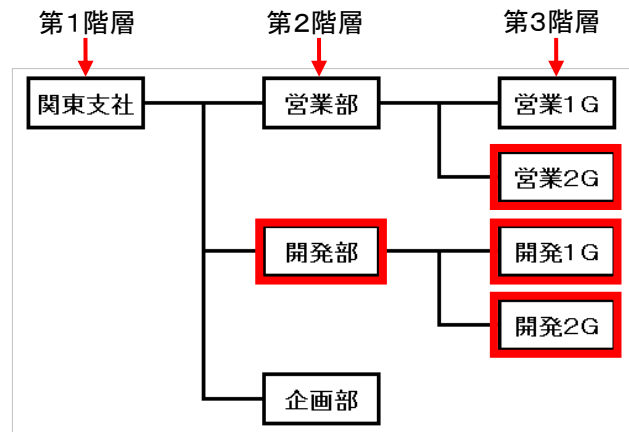 第１階層
第２階層
第３階層
関東支社
営業部
営業１Ｇ
営業２Ｇ
開発部
開発１Ｇ
開発２Ｇ
企画部